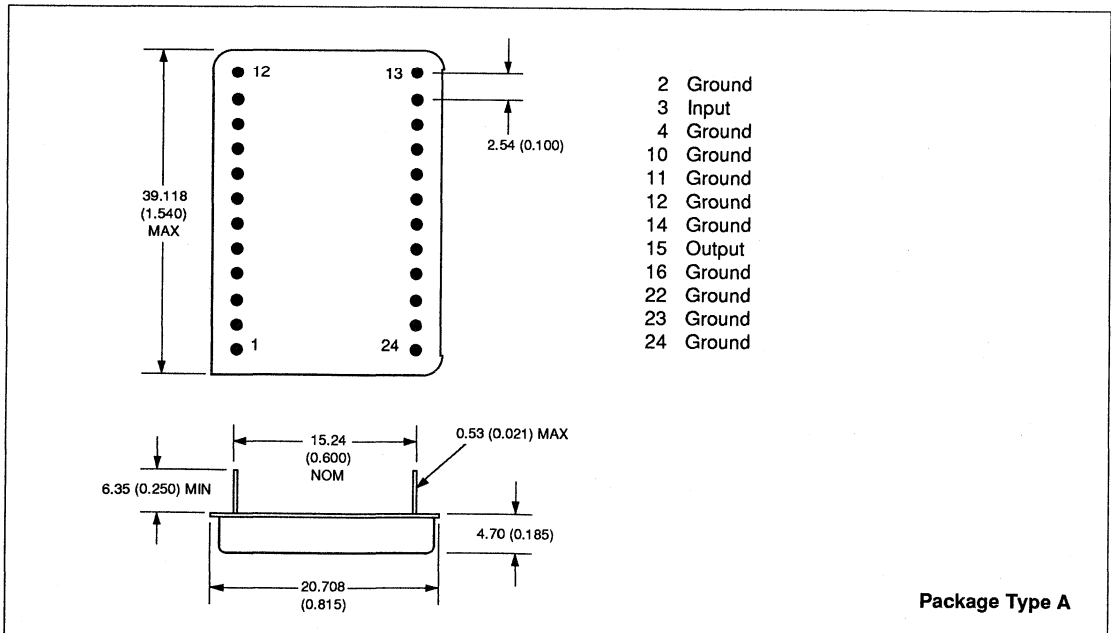 12
13
2.54 (0.100)
39.118
(1.540)
MAX
1
24
2 Ground
3 Input
4 Ground
10 Ground
11 Ground
12 Ground
14 Ground
15 Output
16 Ground
22 Ground
23 Ground
24 Ground
15.24
(0.600)
NOM
0.53 (0.021) MAX
6.35 (0.250) MIN
4.70 (0.185)
20.708
(0.815)
Package Type A